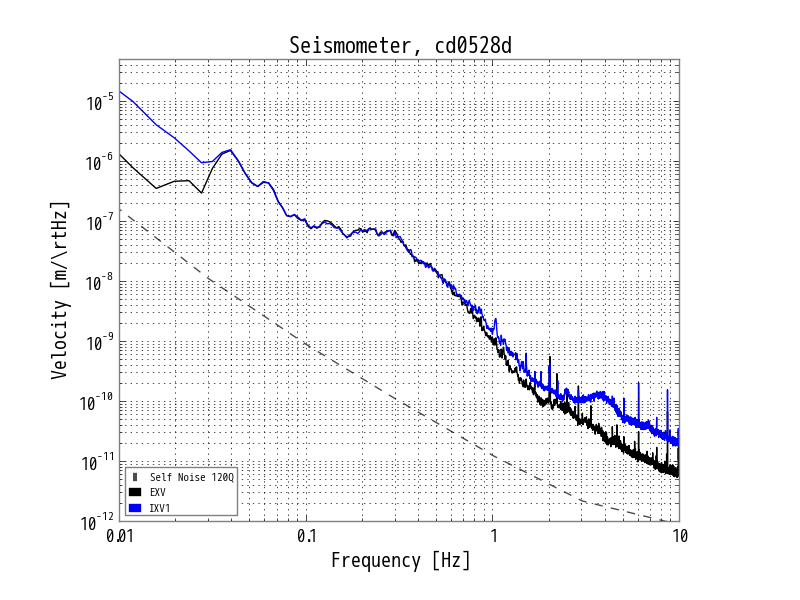 Seismometer, cd0528d
Velocity [m/\rtHz]
10^-5
10^-6
10^-7
10^-8
10^-9
10^-10
10^-11
10^-12
Self Noise 120Q
EXV
IXV1
0.01 0.1 1 10
Frequency [Hz]